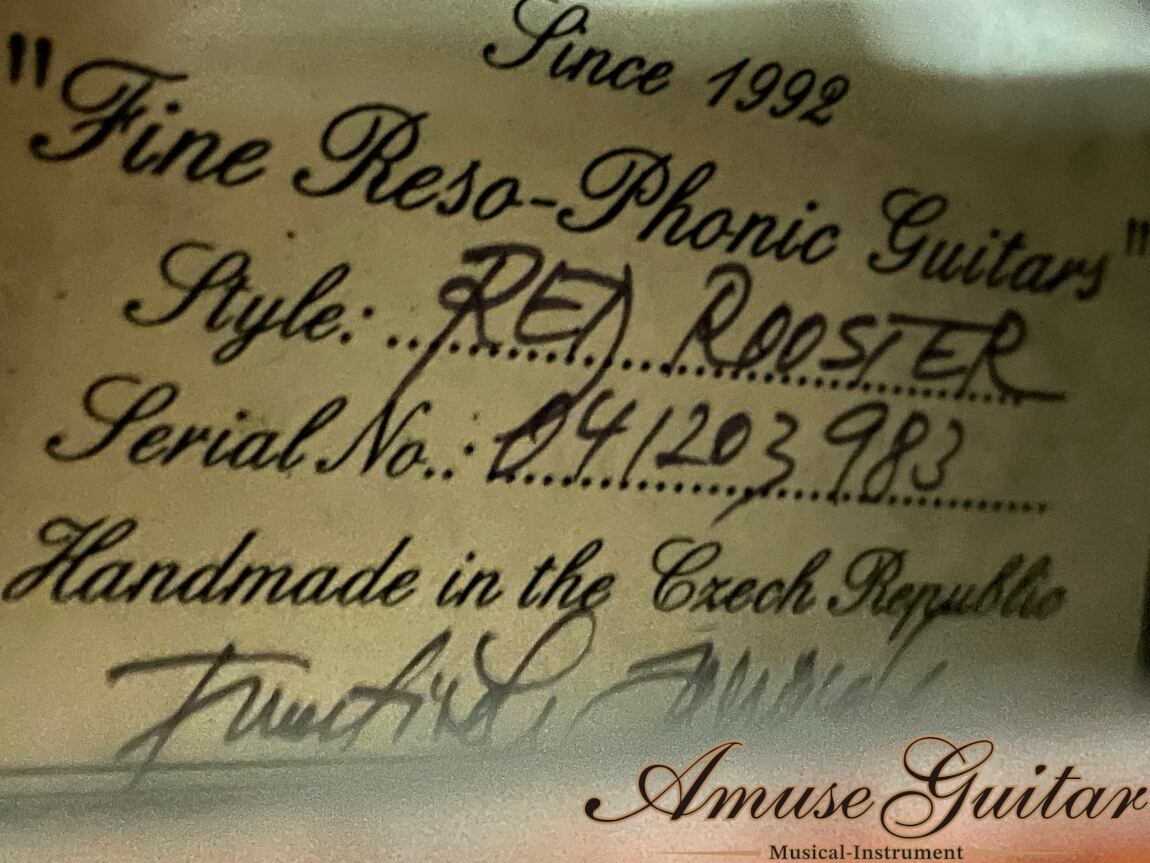 Since 1992
"Fine Reso-Phonic Guitars"
Style: ..RED ROOSTER
Serial No.: 041203983
Handmade in the Czech Republic
Amuse Guitar
Musical-Instrument